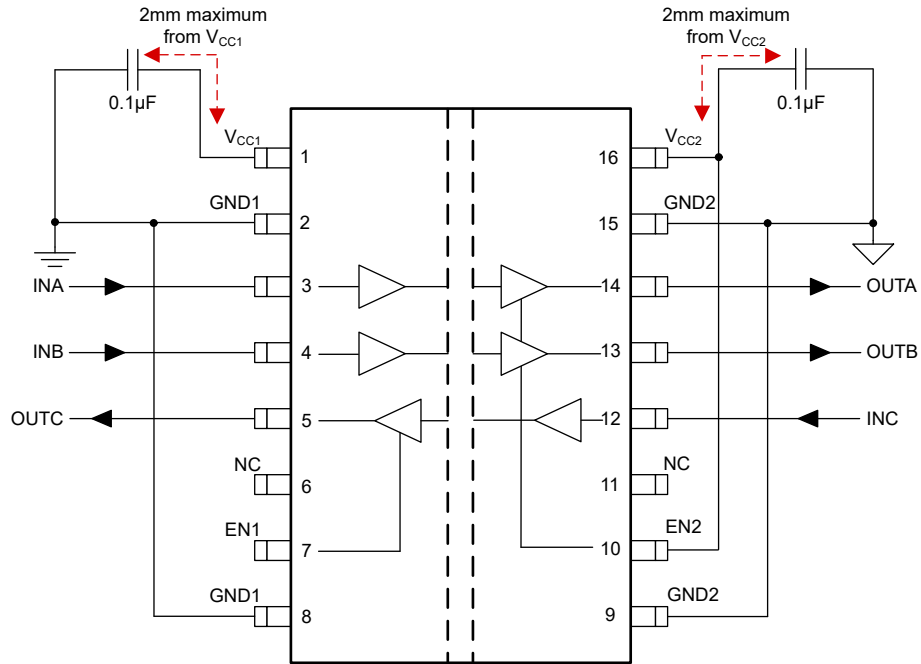 2mm maximum
from VCC1
2mm maximum
from VCC2
0.1µF
0.1µF
VCC1
1
16
VCC2
GND1
2
15
GND2
INA
3
14
OUTA
INB
4
13
OUTB
OUTC
5
12
INC
NC
6
11
NC
EN1
7
10
EN2
GND1
8
9
GND2